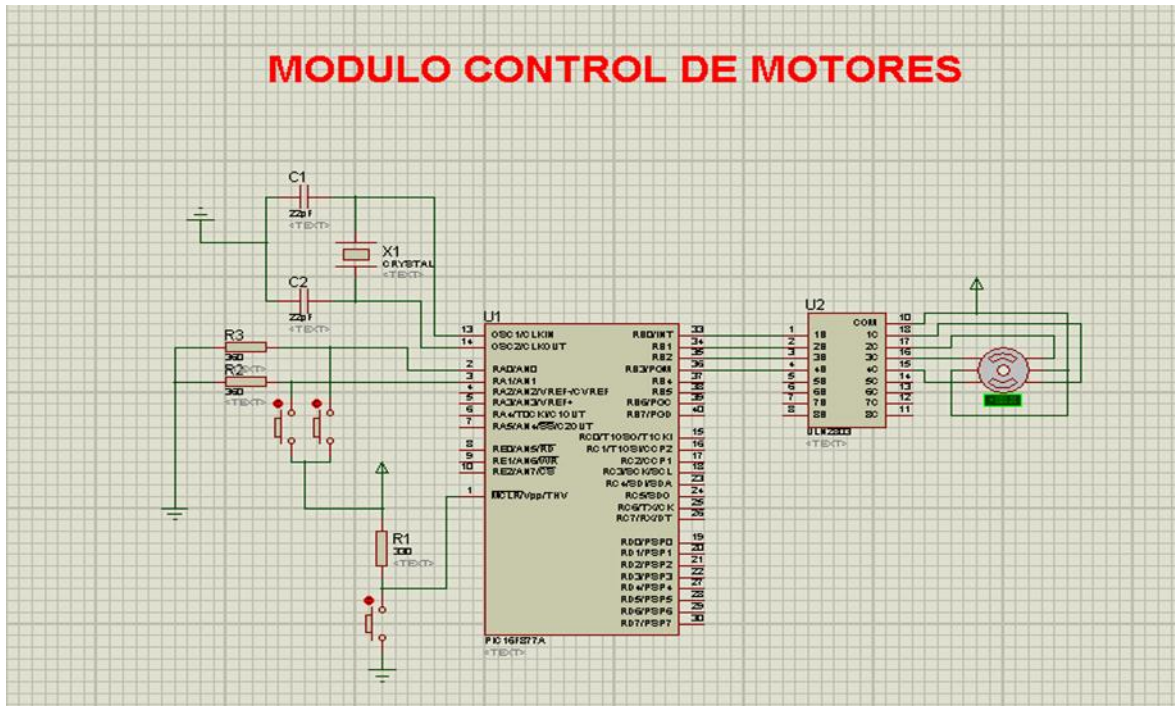 MODULO CONTROL DE MOTORES
C1
22pF
<TEXT>
X1
CRYSTAL
<TEXT>
C2
22pF
<TEXT>
R3
360
<TEXT>
R2
360
<TEXT>
R1
330
<TEXT>
U1
13 OSC1/CLKIN
14 OSC2/CLKOUT
2 RA0/AN0
3 RA1/AN1
4 RA2/AN2/VREF-/CVREF
5 RA3/AN3/VREF+
6 RA4/T0CKI/C1OUT
7 RA5/AN4/SS/C2OUT
8 RE0/AN5/RD
9 RE1/AN6/WR
10 RE2/AN7/CS
1 MCLR/Vpp/THV
RB0/INT 33
RB1 34
RB2 35
RB3/PGM 36
RB4 37
RB5 38
RB6/PGC 39
RB7/PGD 40
RC0/T1OSO/T1CKI 15
RC1/T1OSI/CCP2 16
RC2/CCP1 17
RC3/SCK/SCL 18
RC4/SDI/SDA 23
RC5/SDO 24
RC6/TX/CK 25
RC7/RX/DT 26
RD0/PSP0 19
RD1/PSP1 20
RD2/PSP2 21
RD3/PSP3 22
RD4/PSP4 27
RD5/PSP5 28
RD6/PSP6 29
RD7/PSP7 30
PIC16F877A
<TEXT>
U2
COM 10
1 1B 1C 18
2 2B 2C 17
3 3B 3C 16
4 4B 4C 15
5 5B 5C 14
6 6B 6C 13
7 7B 7C 12
8 8B 8C 11
ULN2803
<TEXT>